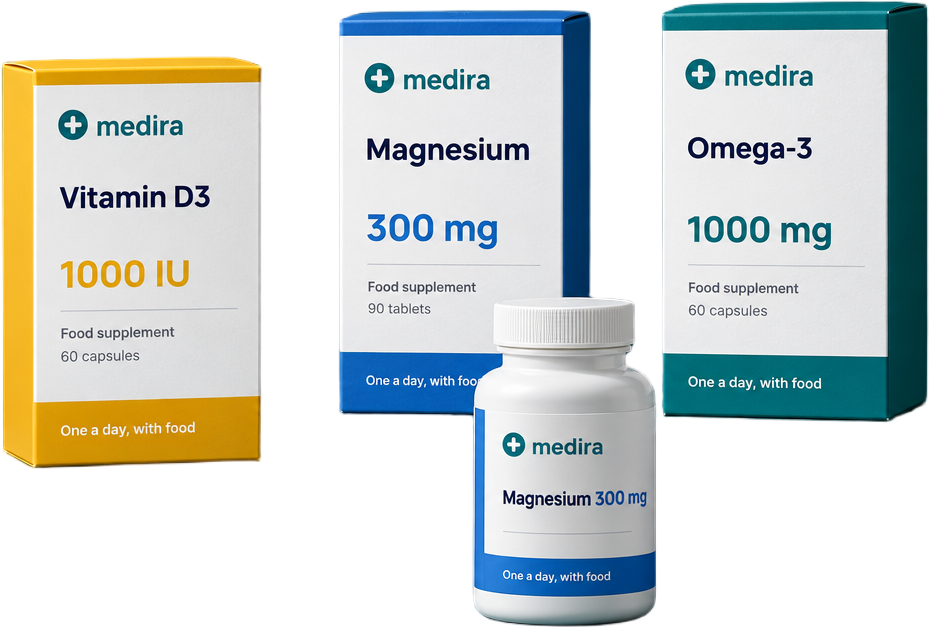 medira
Vitamin D3
1000 IU
Food supplement
60 capsules
One a day, with food
medira
Magnesium
300 mg
Food supplement
90 tablets
One a day, with foo
medira
Omega-3
1000 mg
Food supplement
60 capsules
One a day, with food
medira
Magnesium 300 mg
One a day, with food